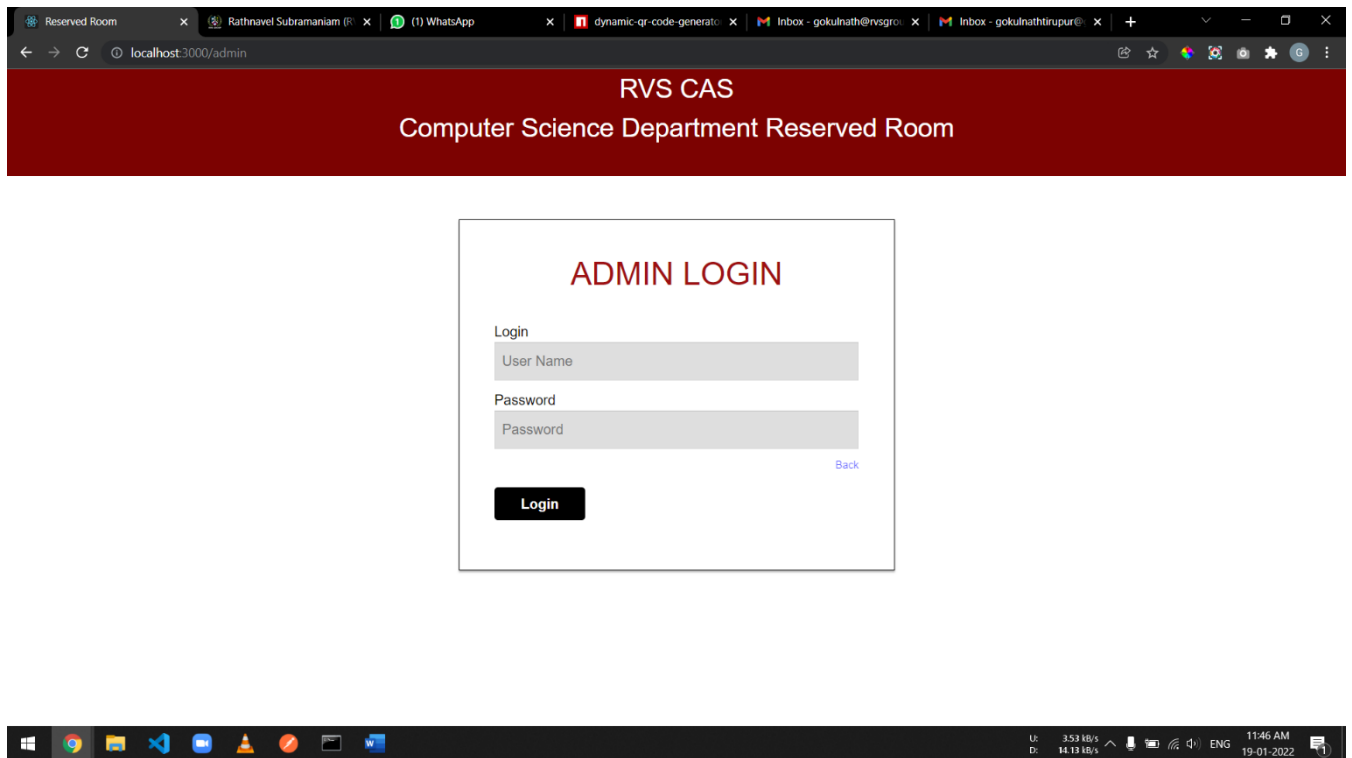 Reserved Room
Rathnavel Subramaniam (R
(1) WhatsApp
dynamic-qr-code-generato
Inbox - gokulnath@rvsgrou
Inbox - gokulnathtirupur@
localhost:3000/admin
G
RVS CAS
Computer Science Department Reserved Room
ADMIN LOGIN
Login
User Name
Password
Password
Back
Login
U: 3.53 kB/s
D: 14.13 kB/s
ENG
11:46 AM
19-01-2022
1